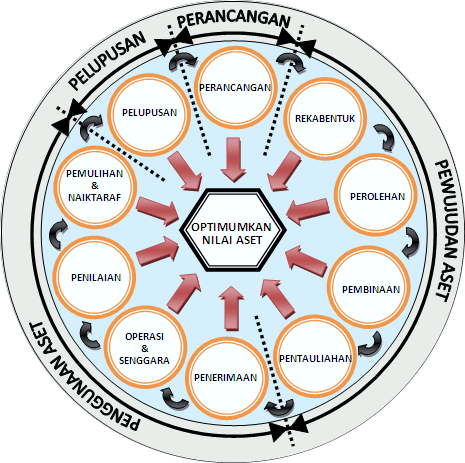 PERANCANGAN
PEWUJUDAN ASET
PENGGUNAAN ASET
PELUPUSAN
PERANCANGAN
REKABENTUK
PEROLEHAN
PEMBINAAN
PENTAULIAHAN
PENERIMAAN
OPERASI
&
SENGGARA
PENILAIAN
PEMULIHAN
&
NAIKTARAF
PELUPUSAN
OPTIMUMKAN
NILAI ASET